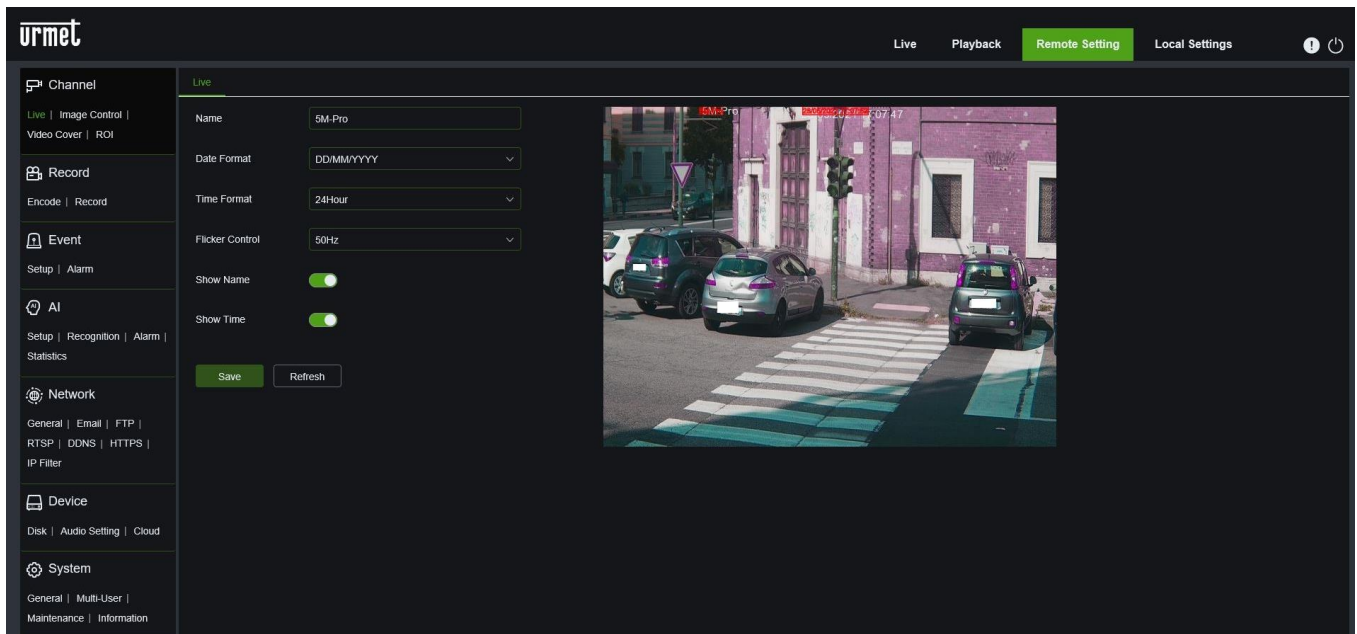 urmet
Live Playback Remote Setting Local Settings
Channel
Live | Image Control |
Video Cover | ROI
Record
Encode | Record
Event
Setup | Alarm
AI
Setup | Recognition | Alarm |
Statistics
Network
General | Email | FTP |
RTSP | DDNS | HTTPS |
IP Filter
Device
Disk | Audio Setting | Cloud
System
General | Multi-User |
Maintenance | Information
Live
Name 5M-Pro
Date Format DD/MM/YYYY
Time Format 24Hour
Flicker Control 50Hz
Show Name
Show Time
Save Refresh
5M-Pro